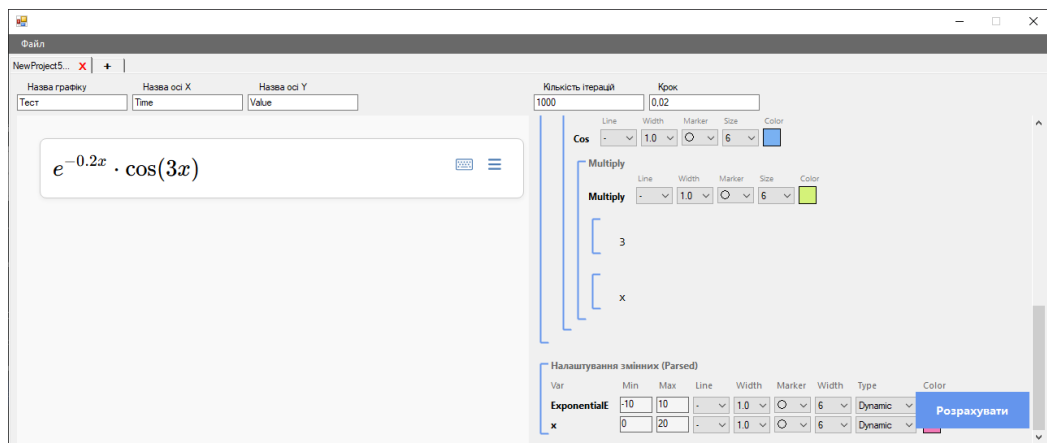 Файл
NewProject5... X +
Назва графіку Назва осі X Назва осі Y Кількість ітерацій Крок
Тест Time Value 1000 0,02
e^{-0.2x} · cos(3x)
Line Width Marker Size Color
Cos - 1.0 O 6
Multiply
Line Width Marker Size Color
Multiply - 1.0 O 6
3
x
Налаштування змінних (Parsed)
Var Min Max Line Width Marker Width Type Color
ExponentialE -10 10 - 1.0 O 6 Dynamic
x 0 20 - 1.0 O 6 Dynamic
Розрахувати